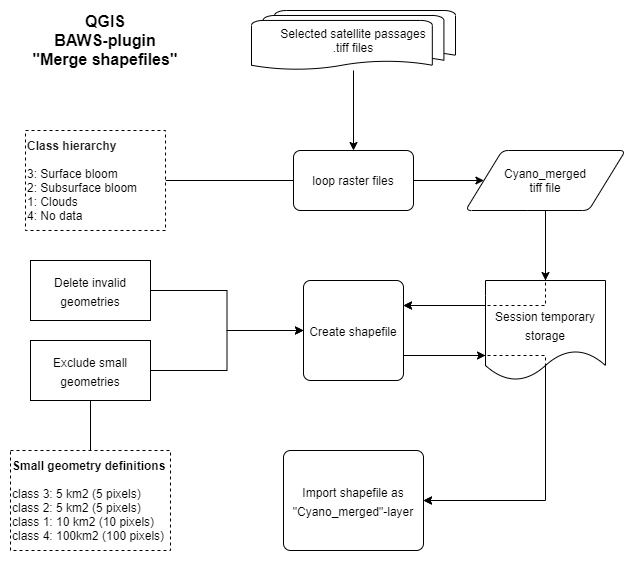 QGIS
BAWS-plugin
"Merge shapefiles"
Selected satellite passages
.tiff files
Class hierarchy
3: Surface bloom
2: Subsurface bloom
1: Clouds
4: No data
loop raster files
Cyano_merged
tiff file
Delete invalid
geometries
Create shapefile
Session temporary
storage
Exclude small
geometries
Small geometry definitions
class 3: 5 km2 (5 pixels)
class 2: 5 km2 (5 pixels)
class 1: 10 km2 (10 pixels)
class 4: 100km2 (100 pixels)
Import shapefile as
"Cyano_merged"-layer